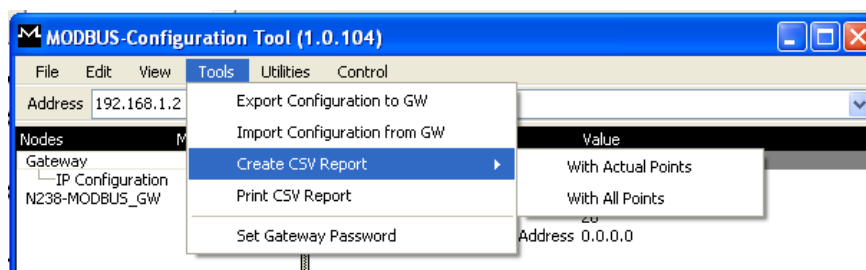 MODBUS-Configuration Tool (1.0.104)
File Edit View Tools Utilities Control
Address 192.168.1.2
Export Configuration to GW
Import Configuration from GW
Create CSV Report
Print CSV Report
Set Gateway Password
With Actual Points
With All Points
Nodes
Value
Gateway
IP Configuration
N238-MODBUS_GW
Address 0.0.0.0